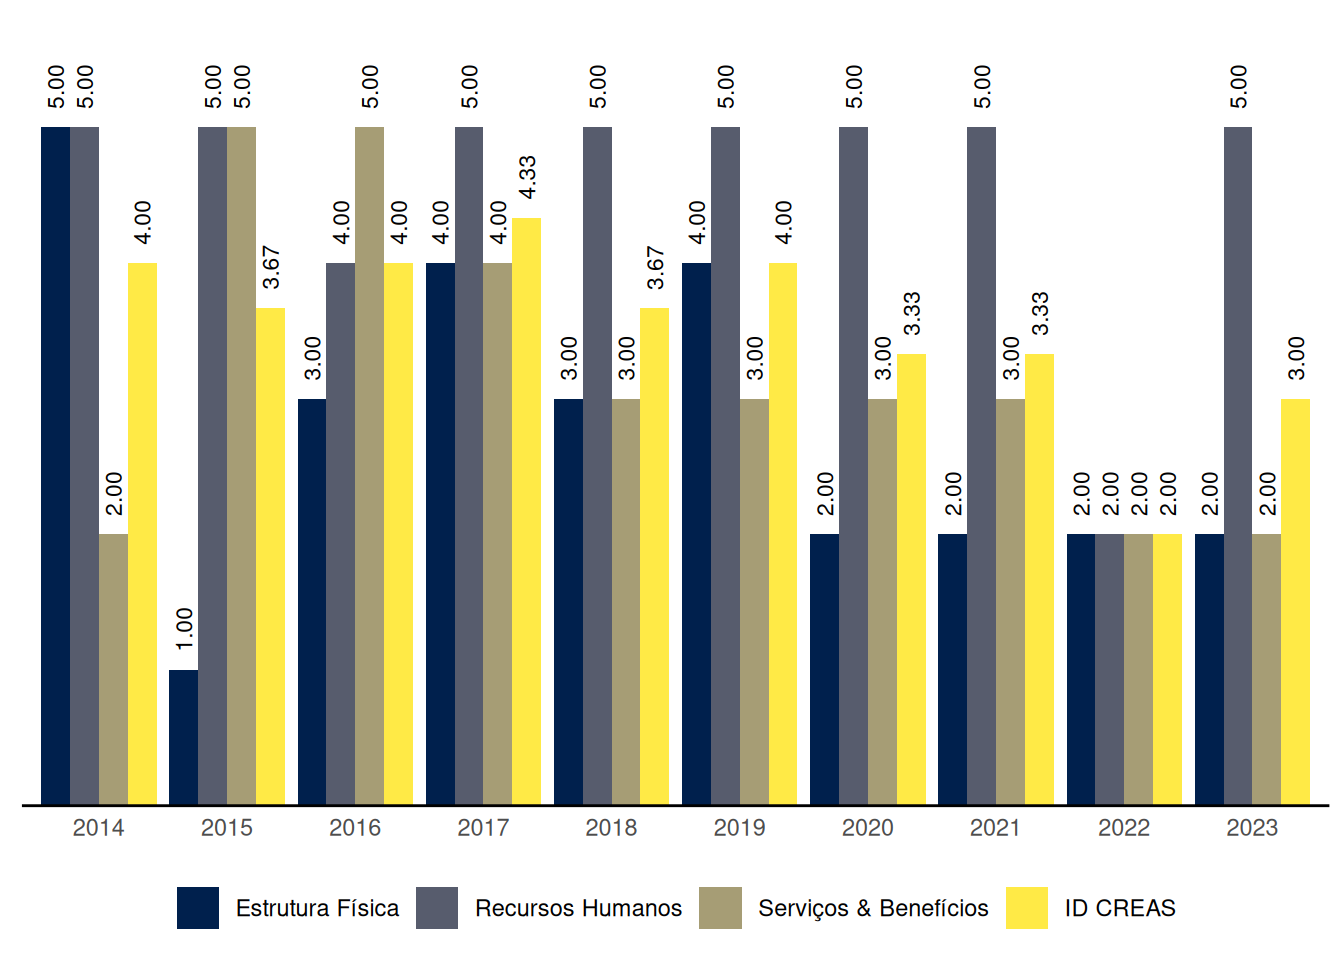 5.00 5.00 2.00 4.00
1.00 5.00 5.00 3.67
3.00 4.00 5.00 4.00
4.00 5.00 4.00 4.33
3.00 5.00 3.00 3.67
4.00 5.00 3.00 4.00
2.00 5.00 3.00 3.33
2.00 5.00 3.00 3.33
2.00 2.00 2.00 2.00
2.00 5.00 2.00 3.00
2014 2015 2016 2017 2018 2019 2020 2021 2022 2023
Estrutura Física Recursos Humanos Serviços & Benefícios ID CREAS